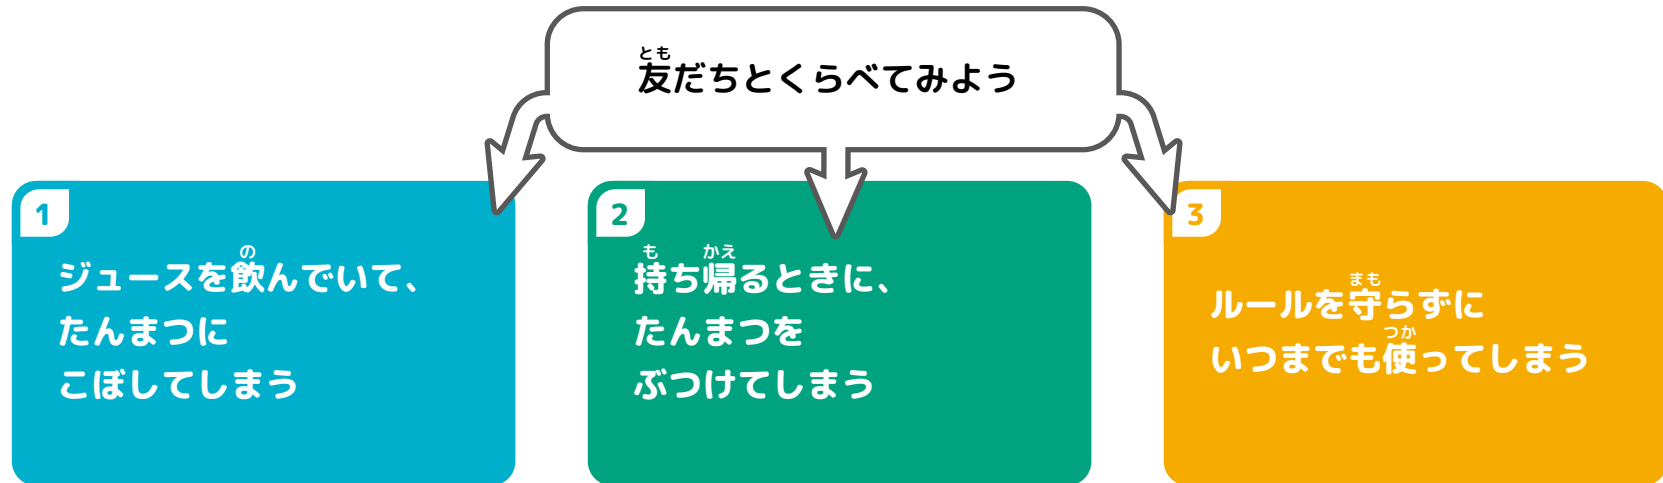 友だちとくらべてみよう
とも
1
ジュースを飲んでいて、
の
たんまつに
こぼしてしまう
2
持ち帰るときに、
も かえ
たんまつを
ぶつけてしまう
3
ルールを守らずに
まも
いつまでも使ってしまう
つか